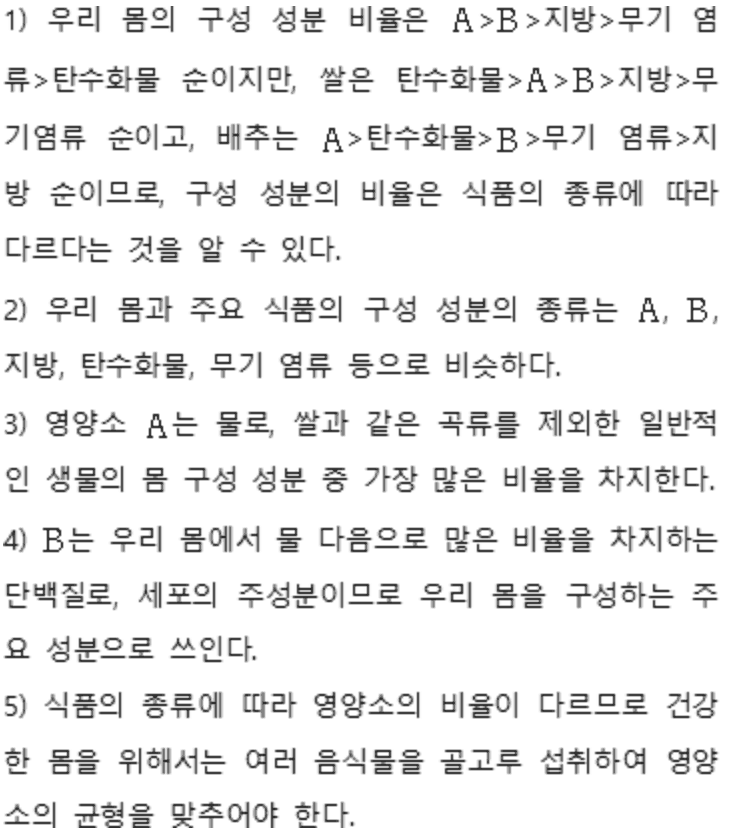 1) 우리 몸의 구성 성분 비율은 A>B>지방>무기 염
류>탄수화물 순이지만, 쌀은 탄수화물>A>B>지방>무
기염류 순이고, 배추는 A>탄수화물>B>무기 염류>지
방 순이므로, 구성 성분의 비율은 식품의 종류에 따라
다르다는 것을 알 수 있다.
2) 우리 몸과 주요 식품의 구성 성분의 종류는 A, B,
지방, 탄수화물, 무기 염류 등으로 비슷하다.
3) 영양소 A는 물로, 쌀과 같은 곡류를 제외한 일반적
인 생물의 몸 구성 성분 중 가장 많은 비율을 차지한다.
4) B는 우리 몸에서 물 다음으로 많은 비율을 차지하는
단백질로, 세포의 주성분이므로 우리 몸을 구성하는 주
요 성분으로 쓰인다.
5) 식품의 종류에 따라 영양소의 비율이 다르므로 건강
한 몸을 위해서는 여러 음식물을 골고루 섭취하여 영양
소의 균형을 맞추어야 한다.